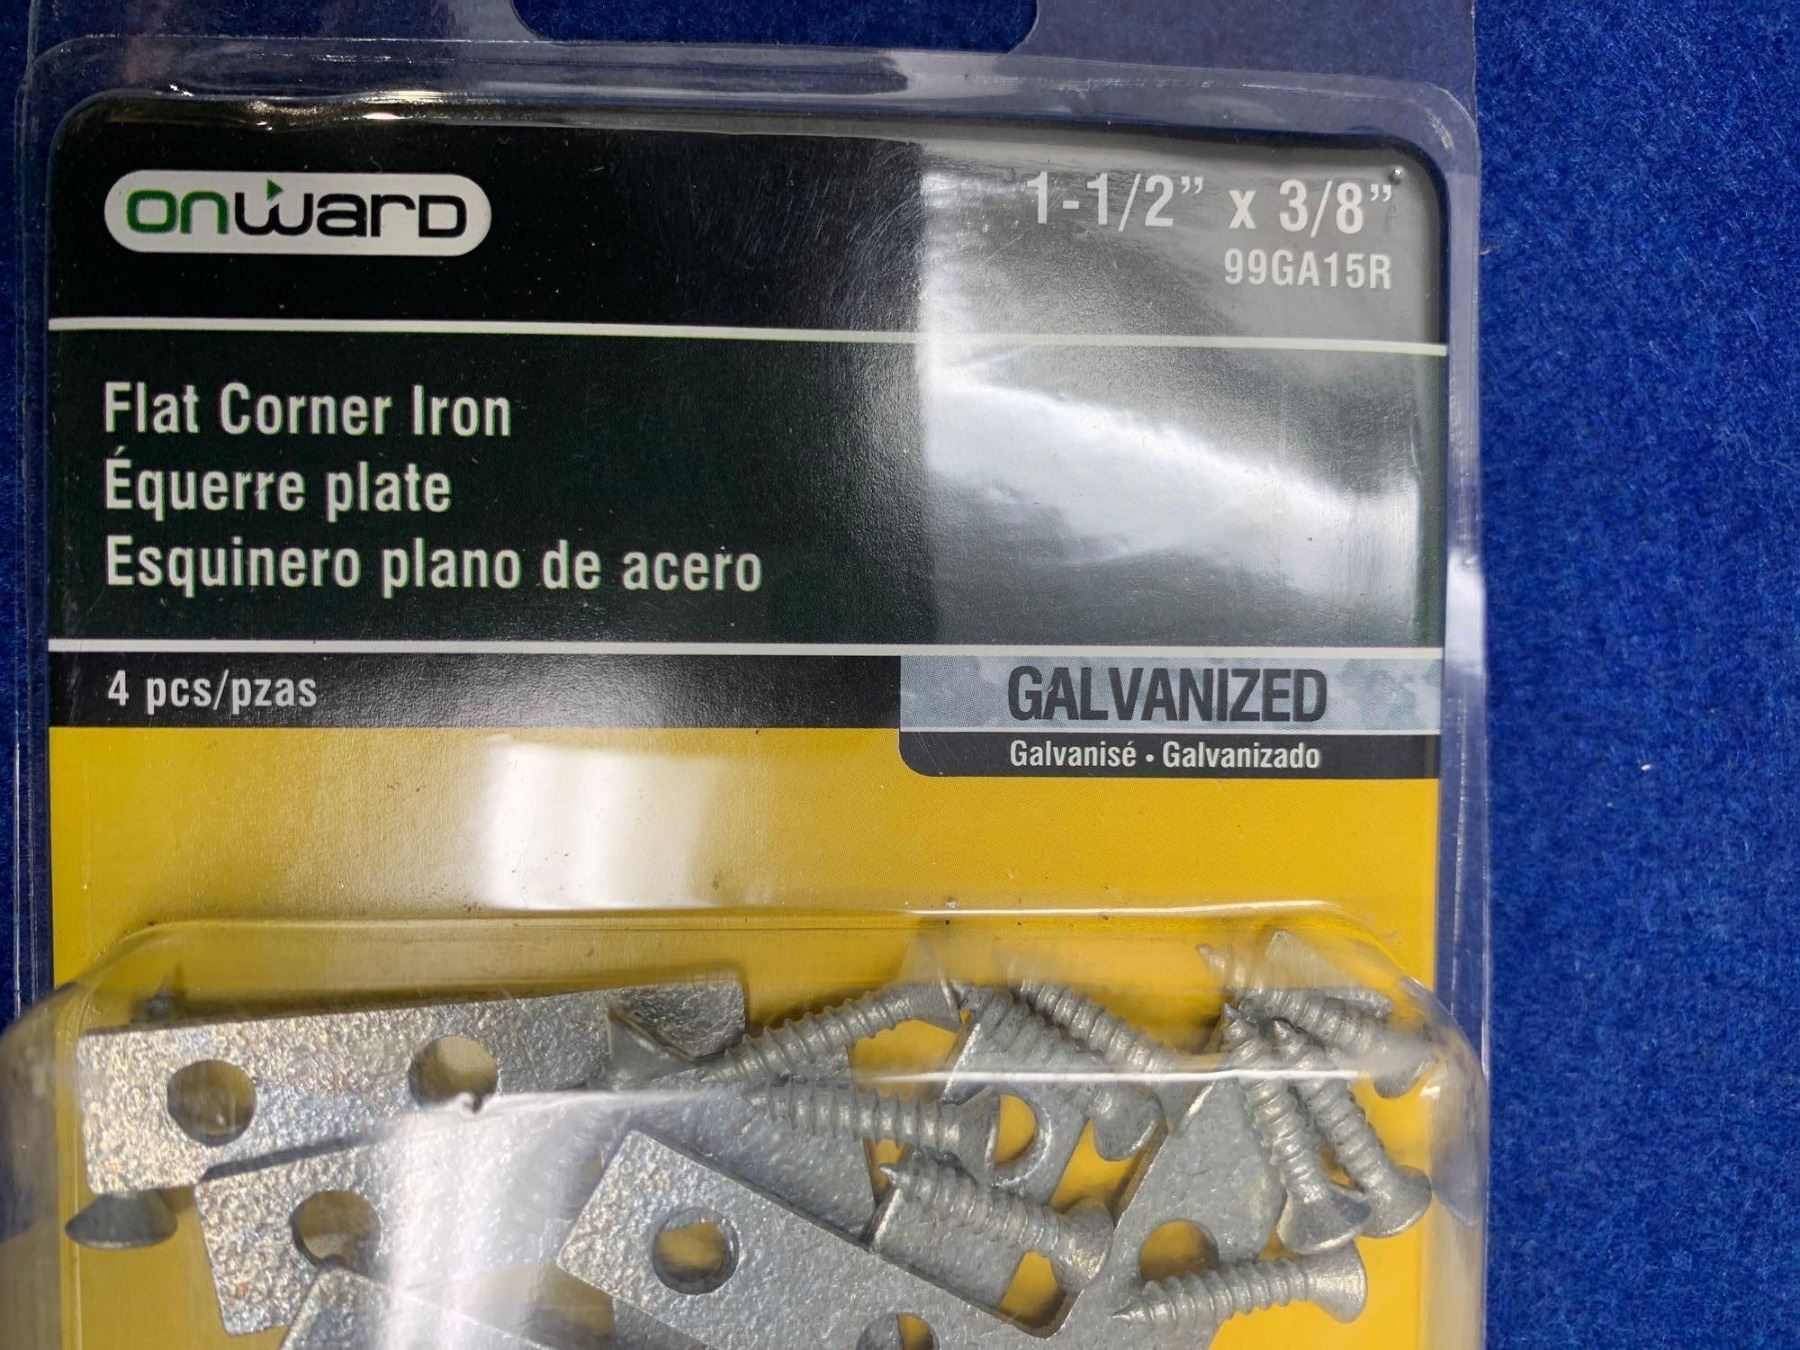 onward
1-1/2” x 3/8”
99GA15R
Flat Corner Iron
Équerre plate
Esquinero plano de acero
4 pcs/pzas
GALVANIZED
Galvanisé • Galvanizado